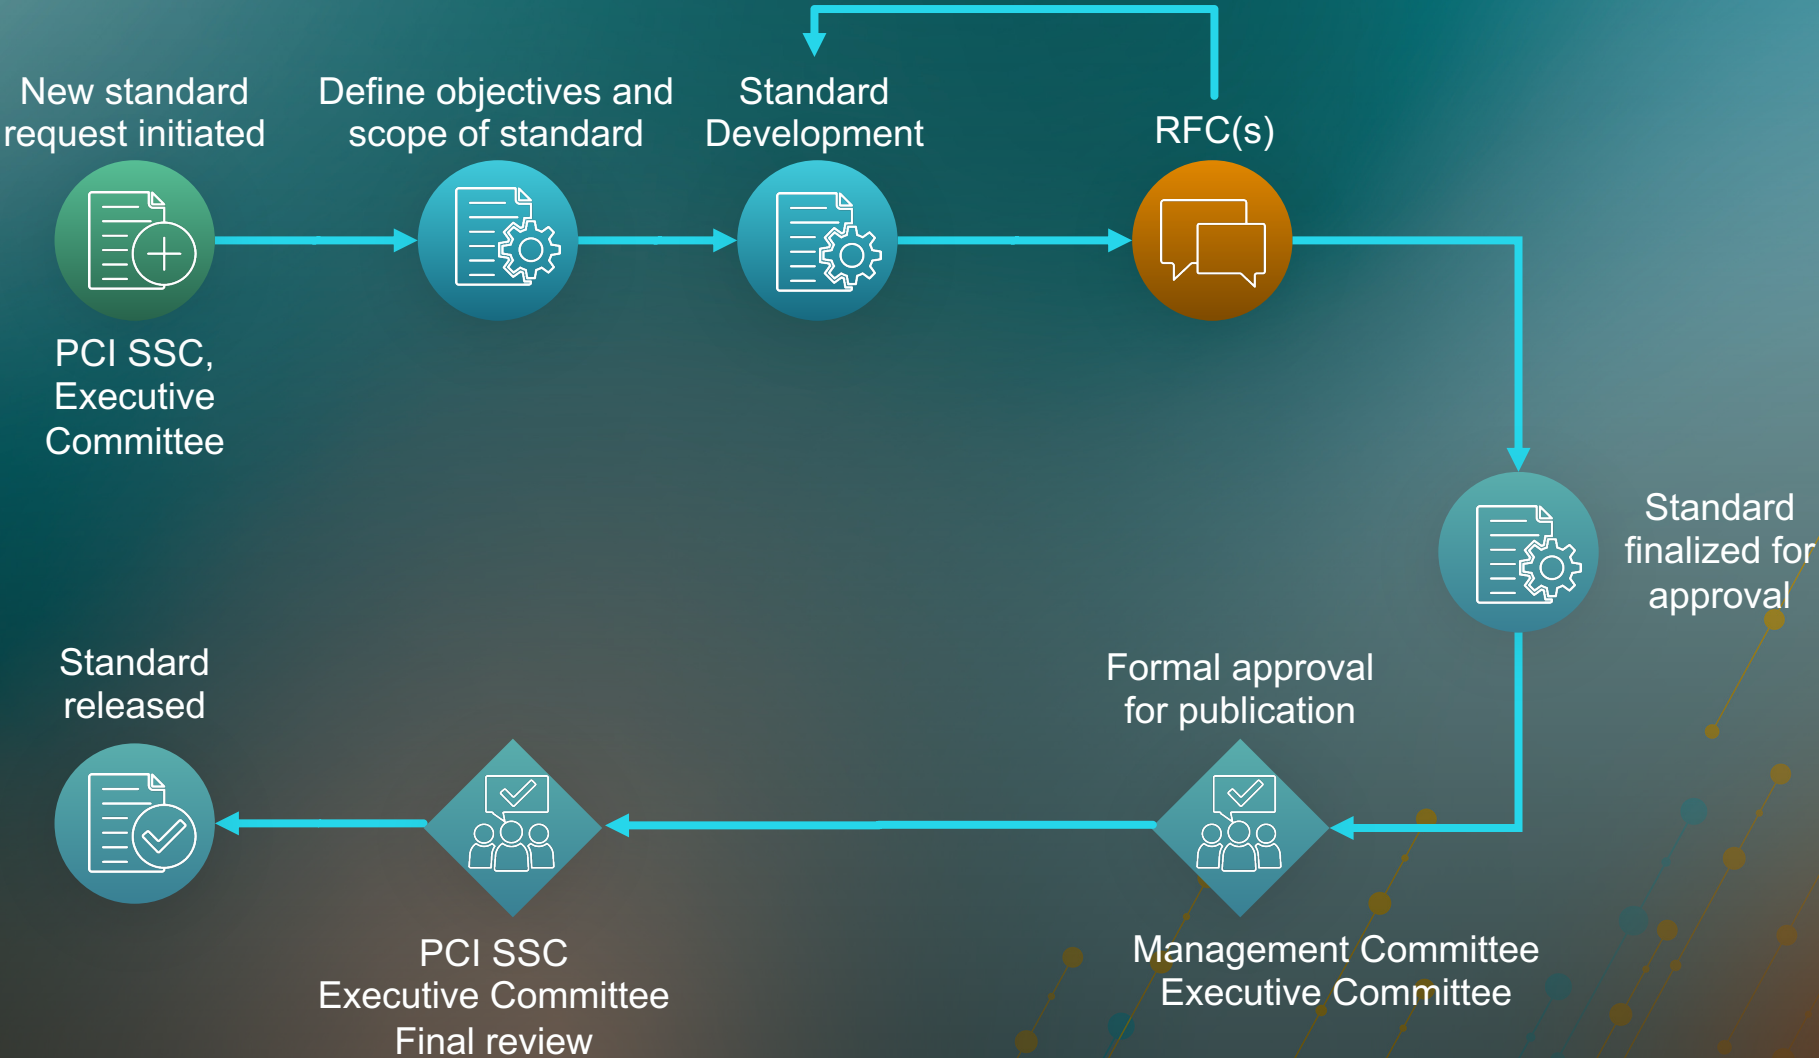 New standard
request initiated
Define objectives and
scope of standard
Standard
Development
RFC(s)
PCI SSC,
Executive
Committee
Standard
finalized for
approval
Formal approval
for publication
Management Committee
Executive Committee
PCI SSC
Executive Committee
Final review
Standard
released